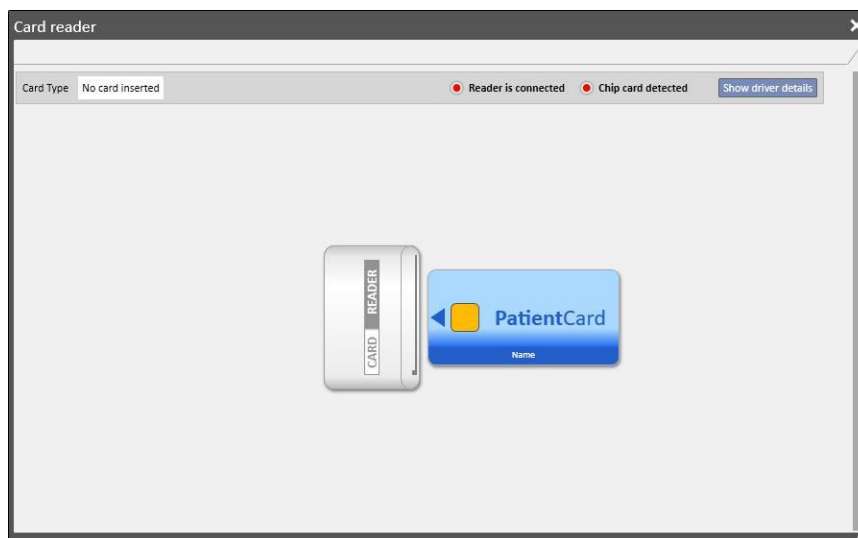 Card reader
Card Type No card inserted Reader is connected Chip card detected Show driver details
CARD READER
PatientCard
Name